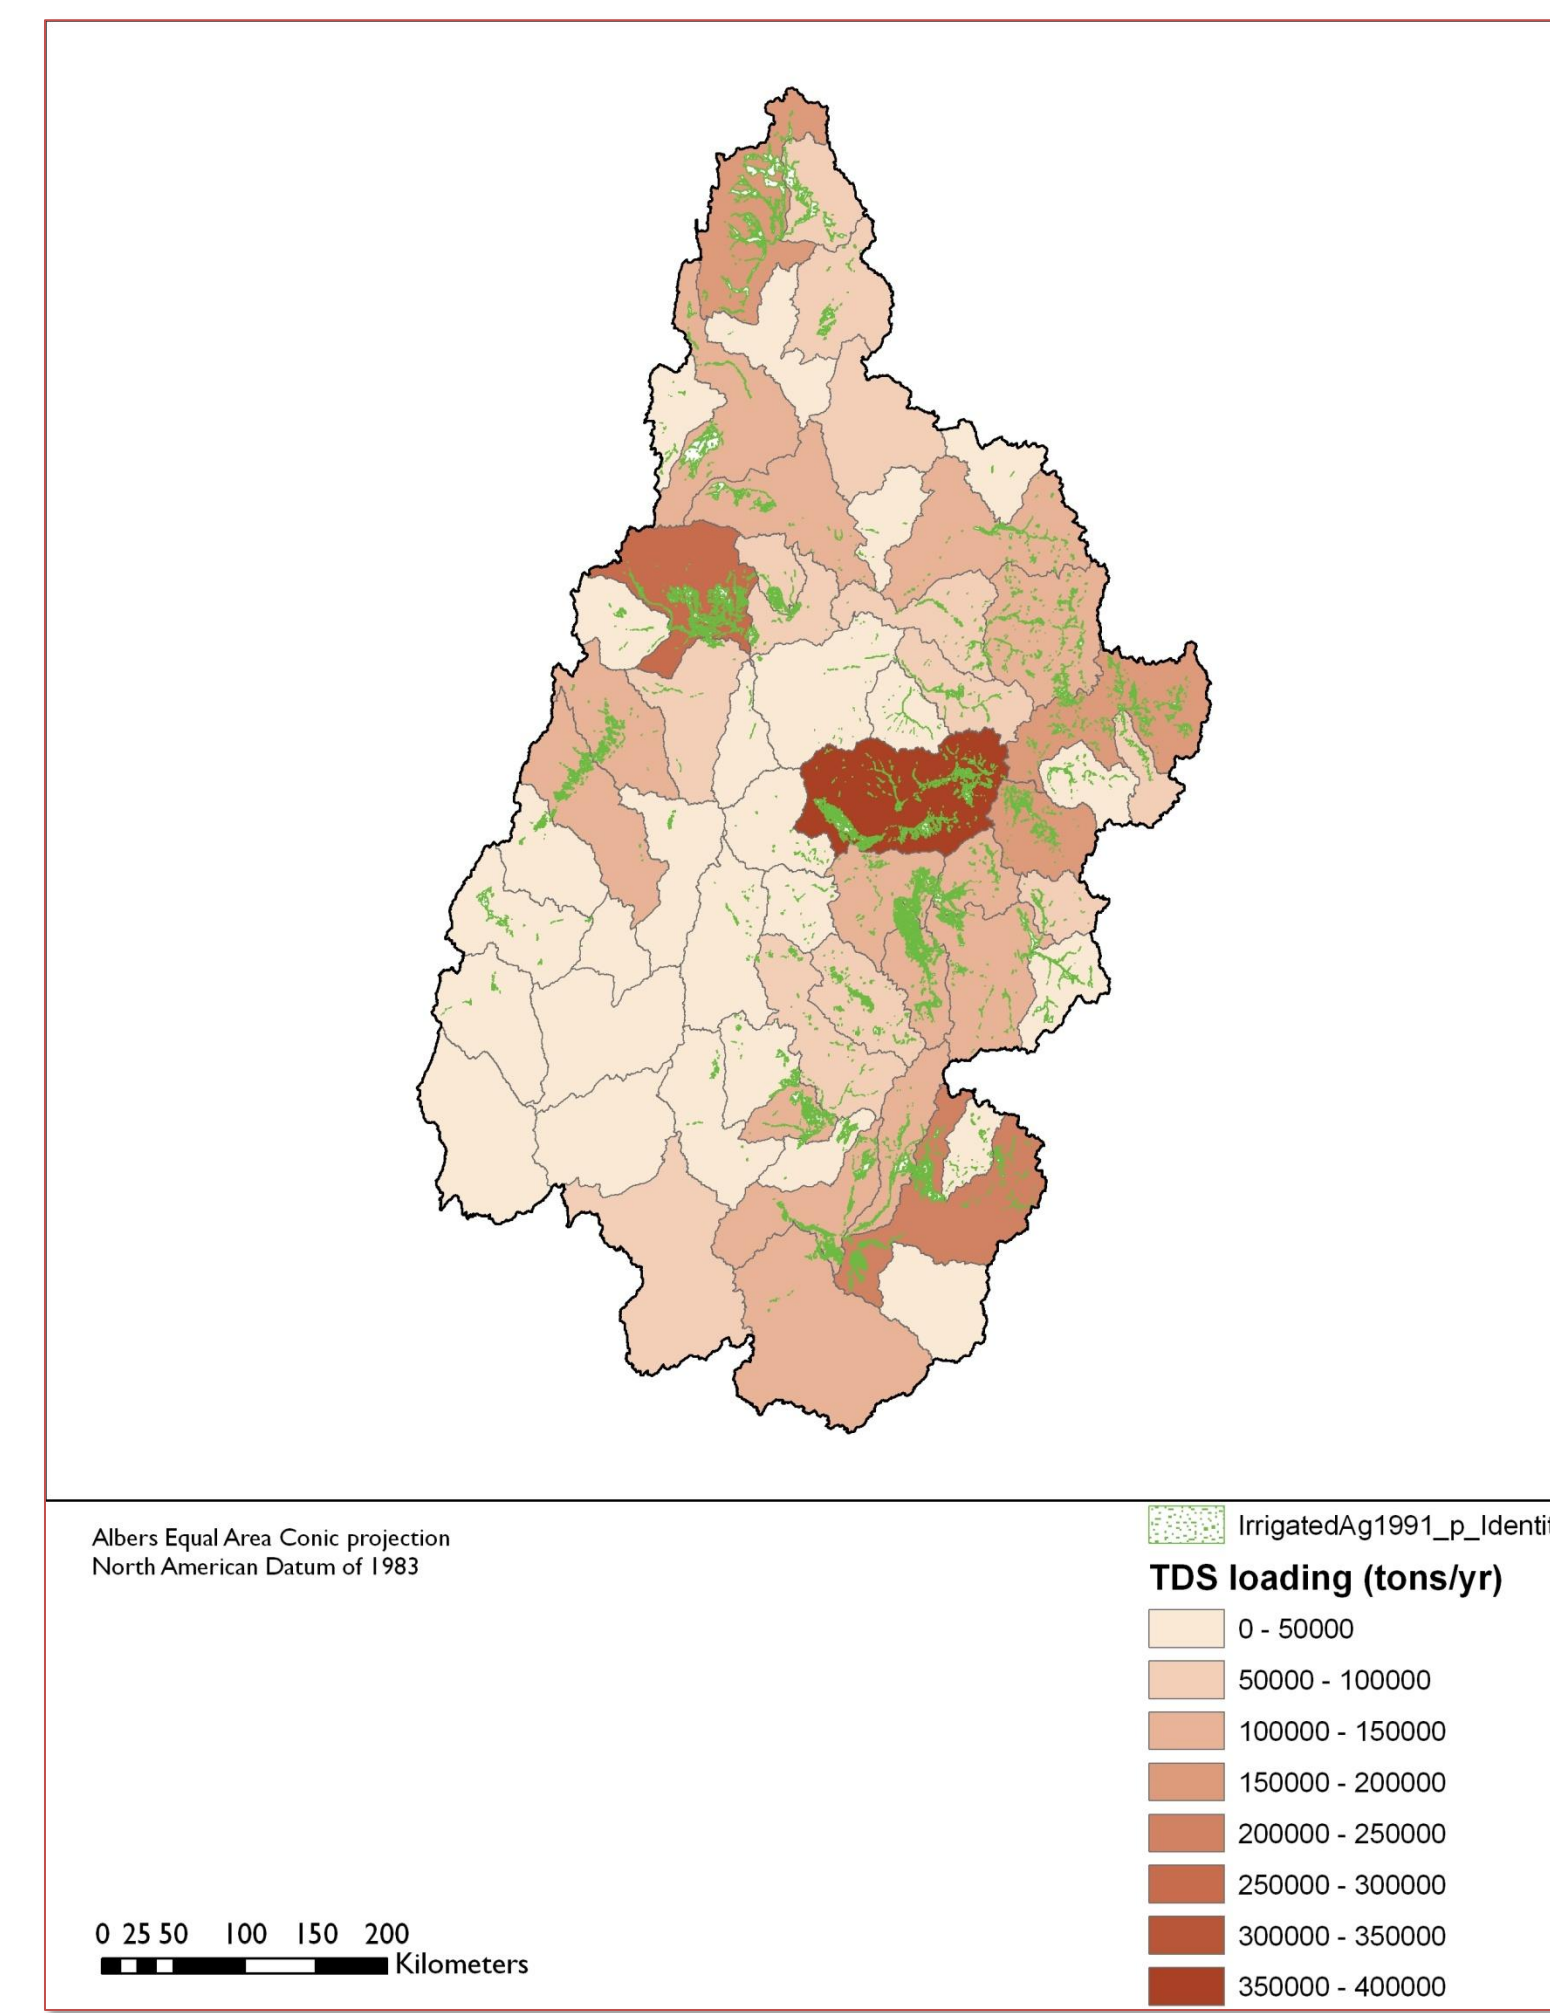 Albers Equal Area Conic projection
North American Datum of 1983
0 25 50 100 150 200
Kilometers
TDS loading (tons/yr)
0 - 50000
50000 - 100000
100000 - 150000
150000 - 200000
200000 - 250000
250000 - 300000
300000 - 350000
350000 - 400000